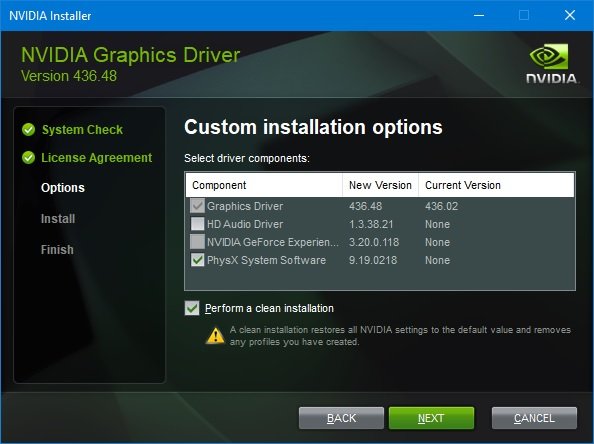 NVIDIA Installer
NVIDIA Graphics Driver
Version 436.48
NVIDIA.
System Check
License Agreement
Options
Install
Finish
Custom installation options
Select driver components:
Component New Version Current Version
Graphics Driver 436.48 436.02
HD Audio Driver 1.3.38.21 None
NVIDIA GeForce Experien... 3.20.0.118 None
PhysX System Software 9.19.0218 None
Perform a clean installation
A clean installation restores all NVIDIA settings to the default value and removes
any profiles you have created.
BACK NEXT CANCEL